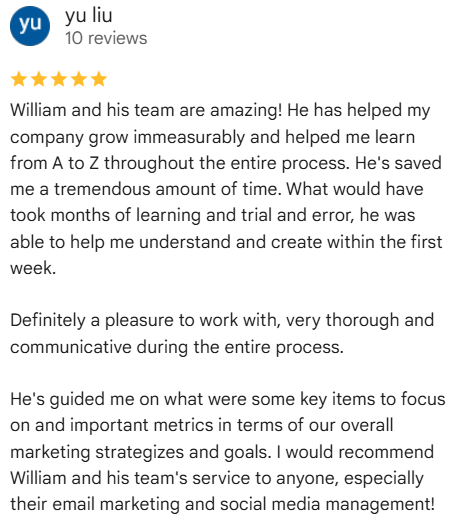 yu
yu liu
10 reviews
William and his team are amazing! He has helped my
company grow immeasurably and helped me learn
from A to Z throughout the entire process. He's saved
me a tremendous amount of time. What would have
took months of learning and trial and error, he was
able to help me understand and create within the first
week.
Definitely a pleasure to work with, very thorough and
communicative during the entire process.
He's guided me on what were some key items to focus
on and important metrics in terms of our overall
marketing strategizes and goals. I would recommend
William and his team's service to anyone, especially
their email marketing and social media management!